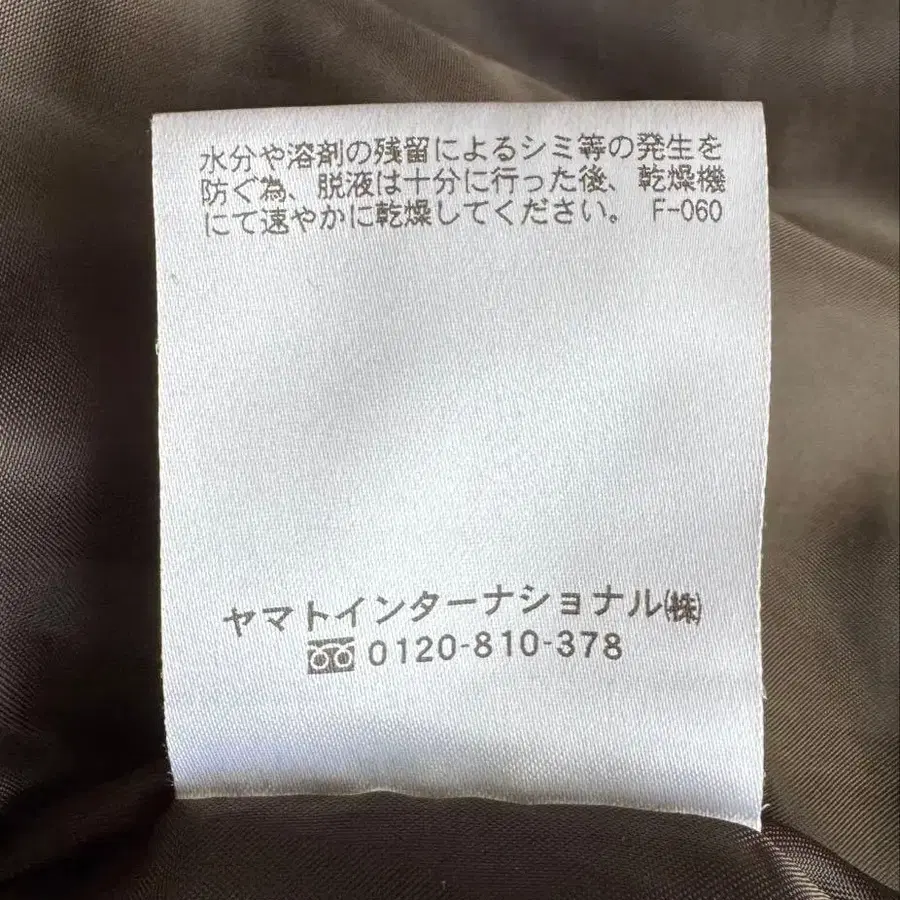 水分や溶剤の残留によるシミ等の発生を
防ぐ為、脱液は十分に行った後、乾燥機
にて速やかに乾燥してください。 F-060
ヤマトインターナショナル㈱
0120-810-378